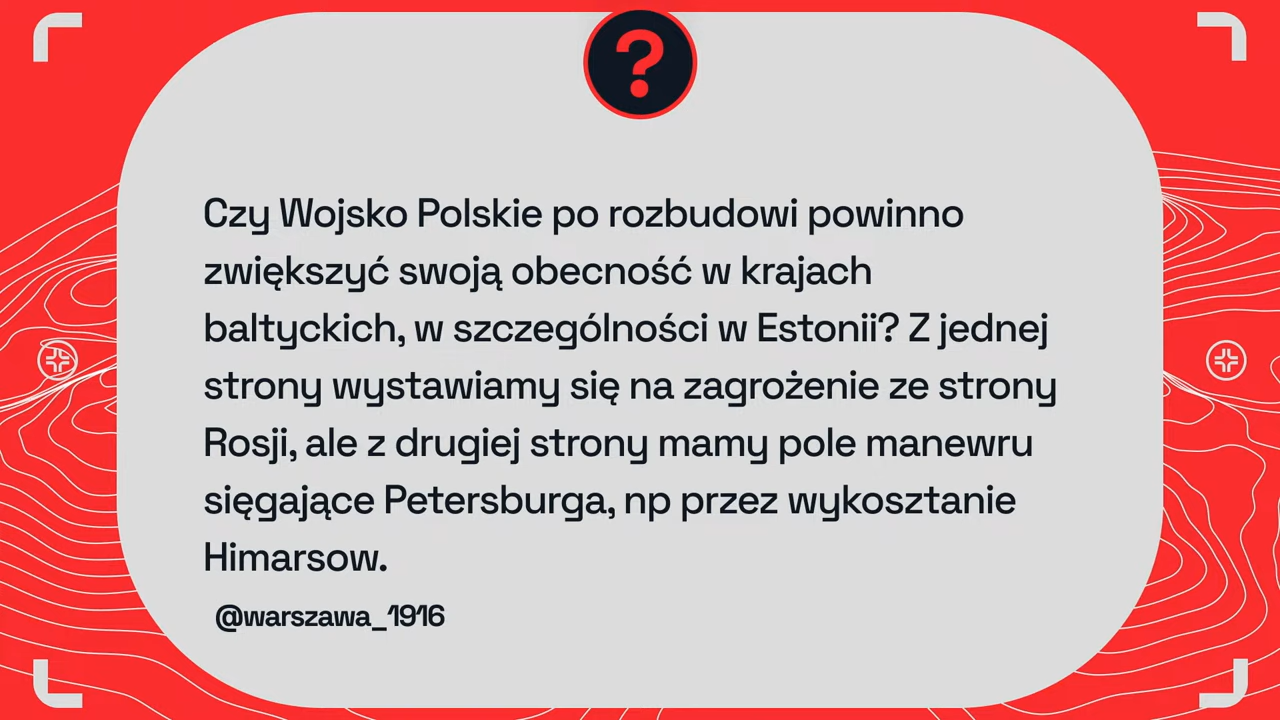 ?
Czy Wojsko Polskie po rozbudowi powinno
zwiększyć swoją obecność w krajach
bałtyckich, w szczególności w Estonii? Z jednej
strony wystawiamy się na zagrożenie ze strony
Rosji, ale z drugiej strony mamy pole manewru
sięgające Petersburga, np przez wykosztanie
Himarsow.
@warszawa_1916